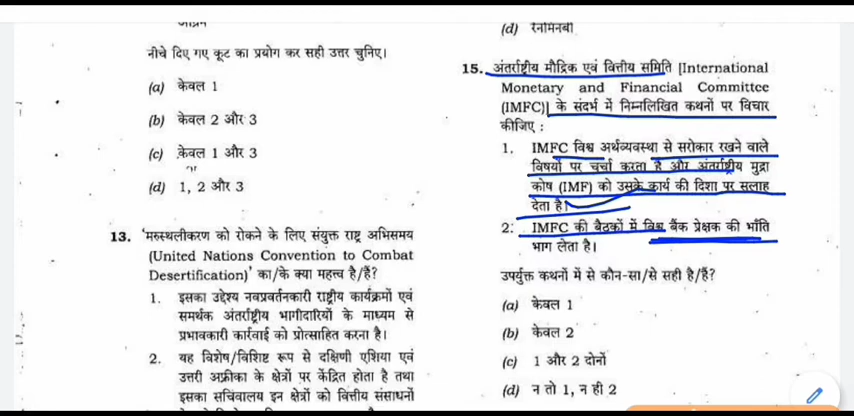 नीचे दिए गए कूट का प्रयोग कर सही उत्तर चुनिए।
(a) केवल 1
(b) केवल 2 और 3
(c) केवल 1 और 3
(d) 1, 2 और 3
13. 'मरुस्थलीकरण को रोकने के लिए संयुक्त राष्ट्र अभिसमय
(United Nations Convention to Combat
Desertification)' का/के क्या महत्त्व है/हैं?
1. इसका उद्देश्य नवप्रवर्तनकारी राष्ट्रीय कार्यक्रमों एवं
समर्थक अंतर्राष्ट्रीय भागीदारियों के माध्यम से
प्रभावकारी कार्रवाई को प्रोत्साहित करना है।
2. यह विशेष/विशिष्ट रूप से दक्षिणी एशिया एवं
उत्तरी अफ्रीका के क्षेत्रों पर केंद्रित होता है तथा
इसका सचिवालय इन क्षेत्रों को वित्तीय संसाधनों
(d) रेनमिनबी
15. अंतर्राष्ट्रीय मौद्रिक एवं वित्तीय समिति [International
Monetary and Financial Committee
(IMFC)] के संदर्भ में निम्नलिखित कथनों पर विचार
कीजिए :
1. IMFC विश्व अर्थव्यवस्था से सरोकार रखने वाले
विषयों पर चर्चा करता है और अंतर्राष्ट्रीय मुद्रा
कोष (IMF) को उसके कार्य की दिशा पर सलाह
देता है।
2. IMFC की बैठकों में विश्व बैंक प्रेक्षक की भाँति
भाग लेता है।
उपर्युक्त कथनों में से कौन-सा/से सही है/हैं?
(a) केवल 1
(b) केवल 2
(c) 1 और 2 दोनों
(d) न तो 1, न ही 2